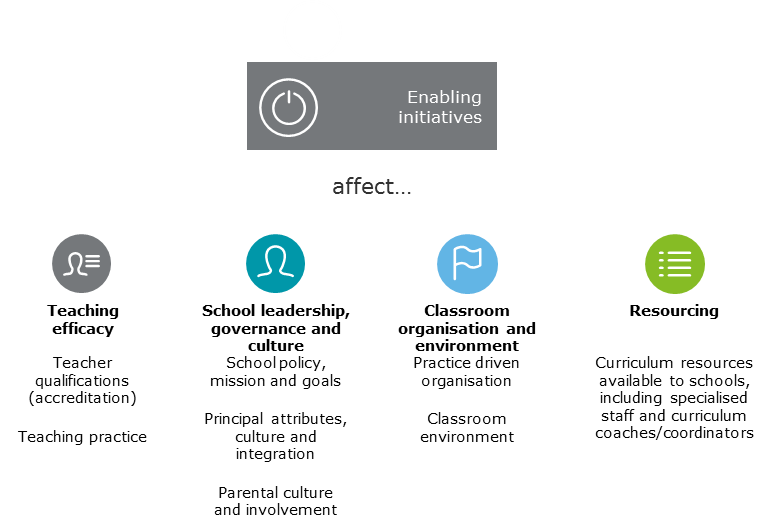 Enabling
initiatives
affect...
Teaching
efficacy
Teacher
qualifications
(accreditation)
Teaching practice
School leadership,
governance and
culture
School policy,
mission and goals
Principal attributes,
culture and
integration
Parental culture
and involvement
Classroom
organisation and
environment
Practice driven
organisation
Classroom
environment
Resourcing
Curriculum resources
available to schools,
including specialised
staff and curriculum
coaches/coordinators